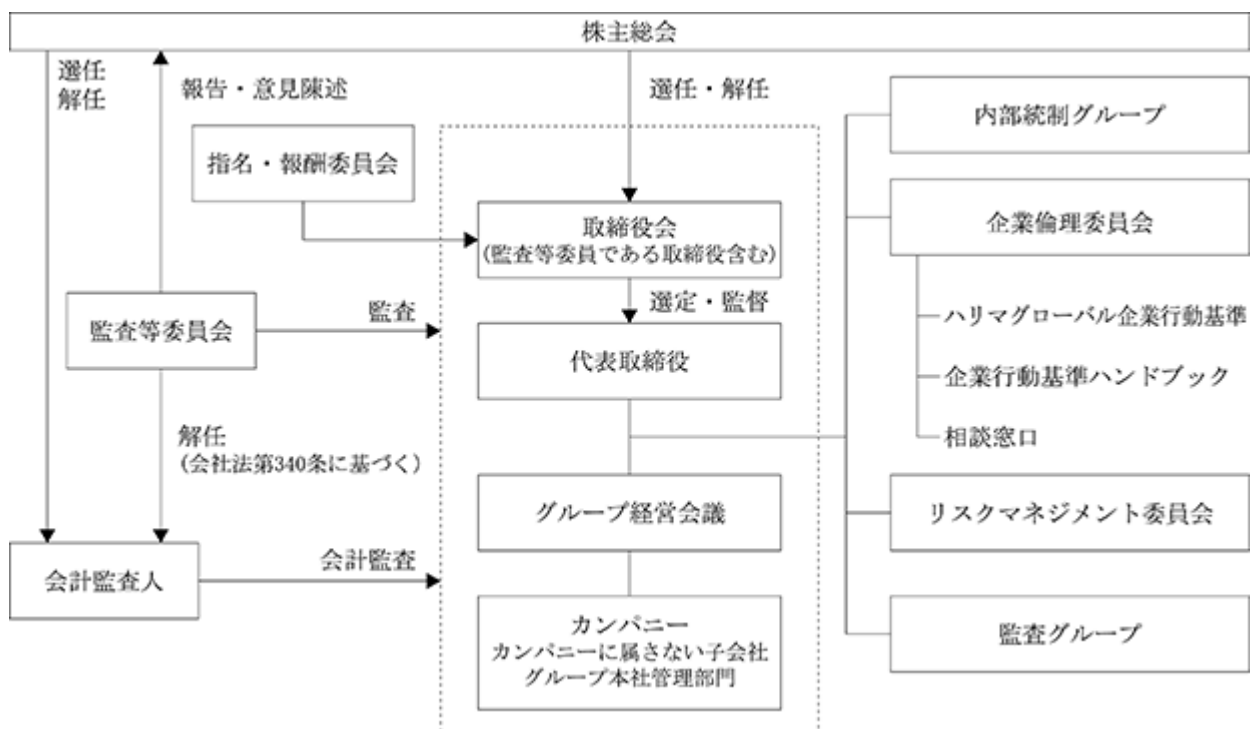 株主総会
選任
解任
報告・意見陳述
選任・解任
指名・報酬委員会
取締役会
(監査等委員である取締役含む)
選定・監督
監査等委員会
監査
代表取締役
解任
(会社法第340条に基づく)
グループ経営会議
会計監査人
会計監査
カンパニー
カンパニーに属さない子会社
グループ本社管理部門
内部統制グループ
企業倫理委員会
ハリマグローバル企業行動基準
企業行動基準ハンドブック
相談窓口
リスクマネジメント委員会
監査グループ